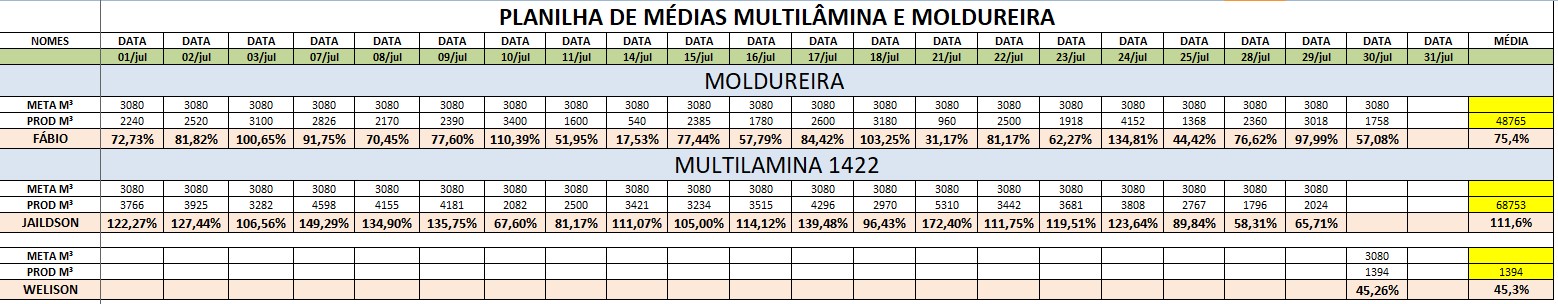 PLANILHA DE MÉDIAS MULTILÂMINA E MOLDUREIRA
NOMES DATA DATA DATA DATA DATA DATA DATA DATA DATA DATA DATA DATA DATA DATA DATA DATA DATA DATA DATA DATA DATA DATA MÉDIA
01/jul 02/jul 03/jul 07/jul 08/jul 09/jul 10/jul 11/jul 14/jul 15/jul 16/jul 17/jul 18/jul 21/jul 22/jul 23/jul 24/jul 25/jul 28/jul 29/jul 30/jul 31/jul
MOLDUREIRA
META M³ 3080 3080 3080 3080 3080 3080 3080 3080 3080 3080 3080 3080 3080 3080 3080 3080 3080 3080 3080 3080 3080
PROD M³ 2240 2520 3100 2826 2170 2390 3400 1600 540 2385 1780 2600 3180 960 2500 1918 4152 1368 2360 3018 1758 48765
FÁBIO 72,73% 81,82% 100,65% 91,75% 70,45% 77,60% 110,39% 51,95% 17,53% 77,44% 57,79% 84,42% 103,25% 31,17% 81,17% 62,27% 134,81% 44,42% 76,62% 97,99% 57,08% 75,4%
MULTILAMINA 1422
META M³ 3080 3080 3080 3080 3080 3080 3080 3080 3080 3080 3080 3080 3080 3080 3080 3080 3080 3080 3080 3080
PROD M³ 3766 3925 3282 4598 4155 4181 2082 2500 3421 3234 3515 4296 2970 5310 3442 3681 3808 2767 1796 2024 68753
JAILDSON 122,27% 127,44% 106,56% 149,29% 134,90% 135,75% 67,60% 81,17% 111,07% 105,00% 114,12% 139,48% 96,43% 172,40% 111,75% 119,51% 123,64% 89,84% 58,31% 65,71% 111,6%
META M³ 3080
PROD M³ 1394 1394
WELISON 45,26% 45,3%